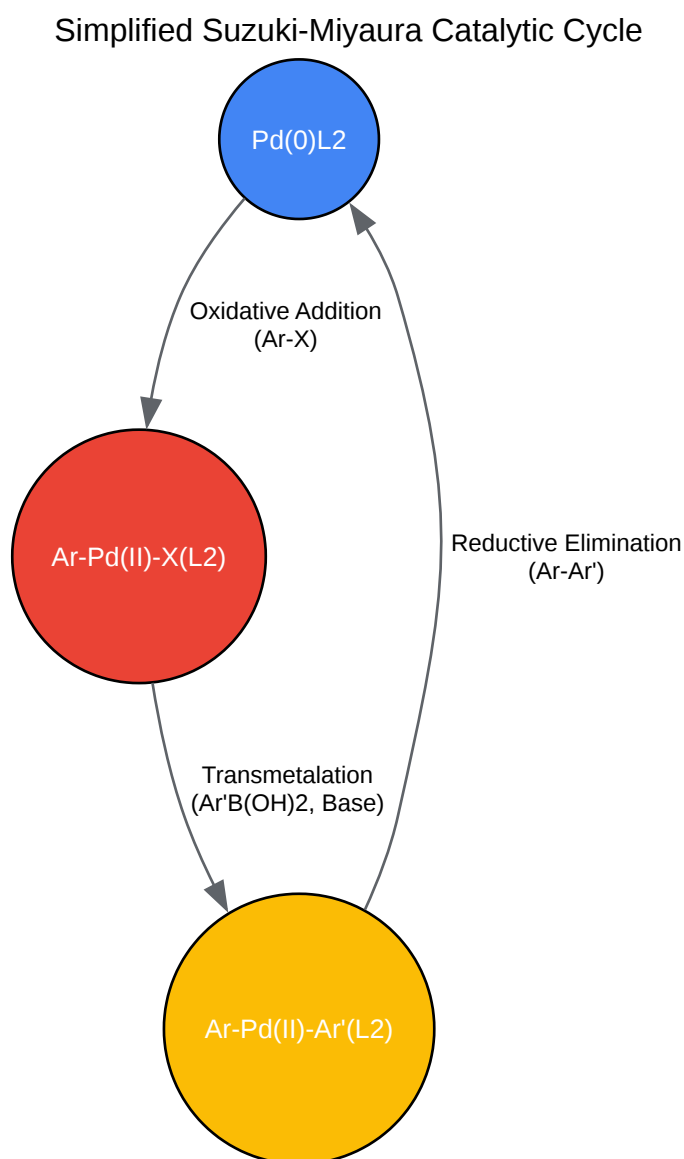 Simplified Suzuki-Miyaura Catalytic Cycle
Pd(0)L2
Oxidative Addition
(Ar-X)
Ar-Pd(II)-X(L2)
Reductive Elimination
(Ar-Ar')
Transmetalation
(Ar'B(OH)2, Base)
Ar-Pd(II)-Ar'(L2)